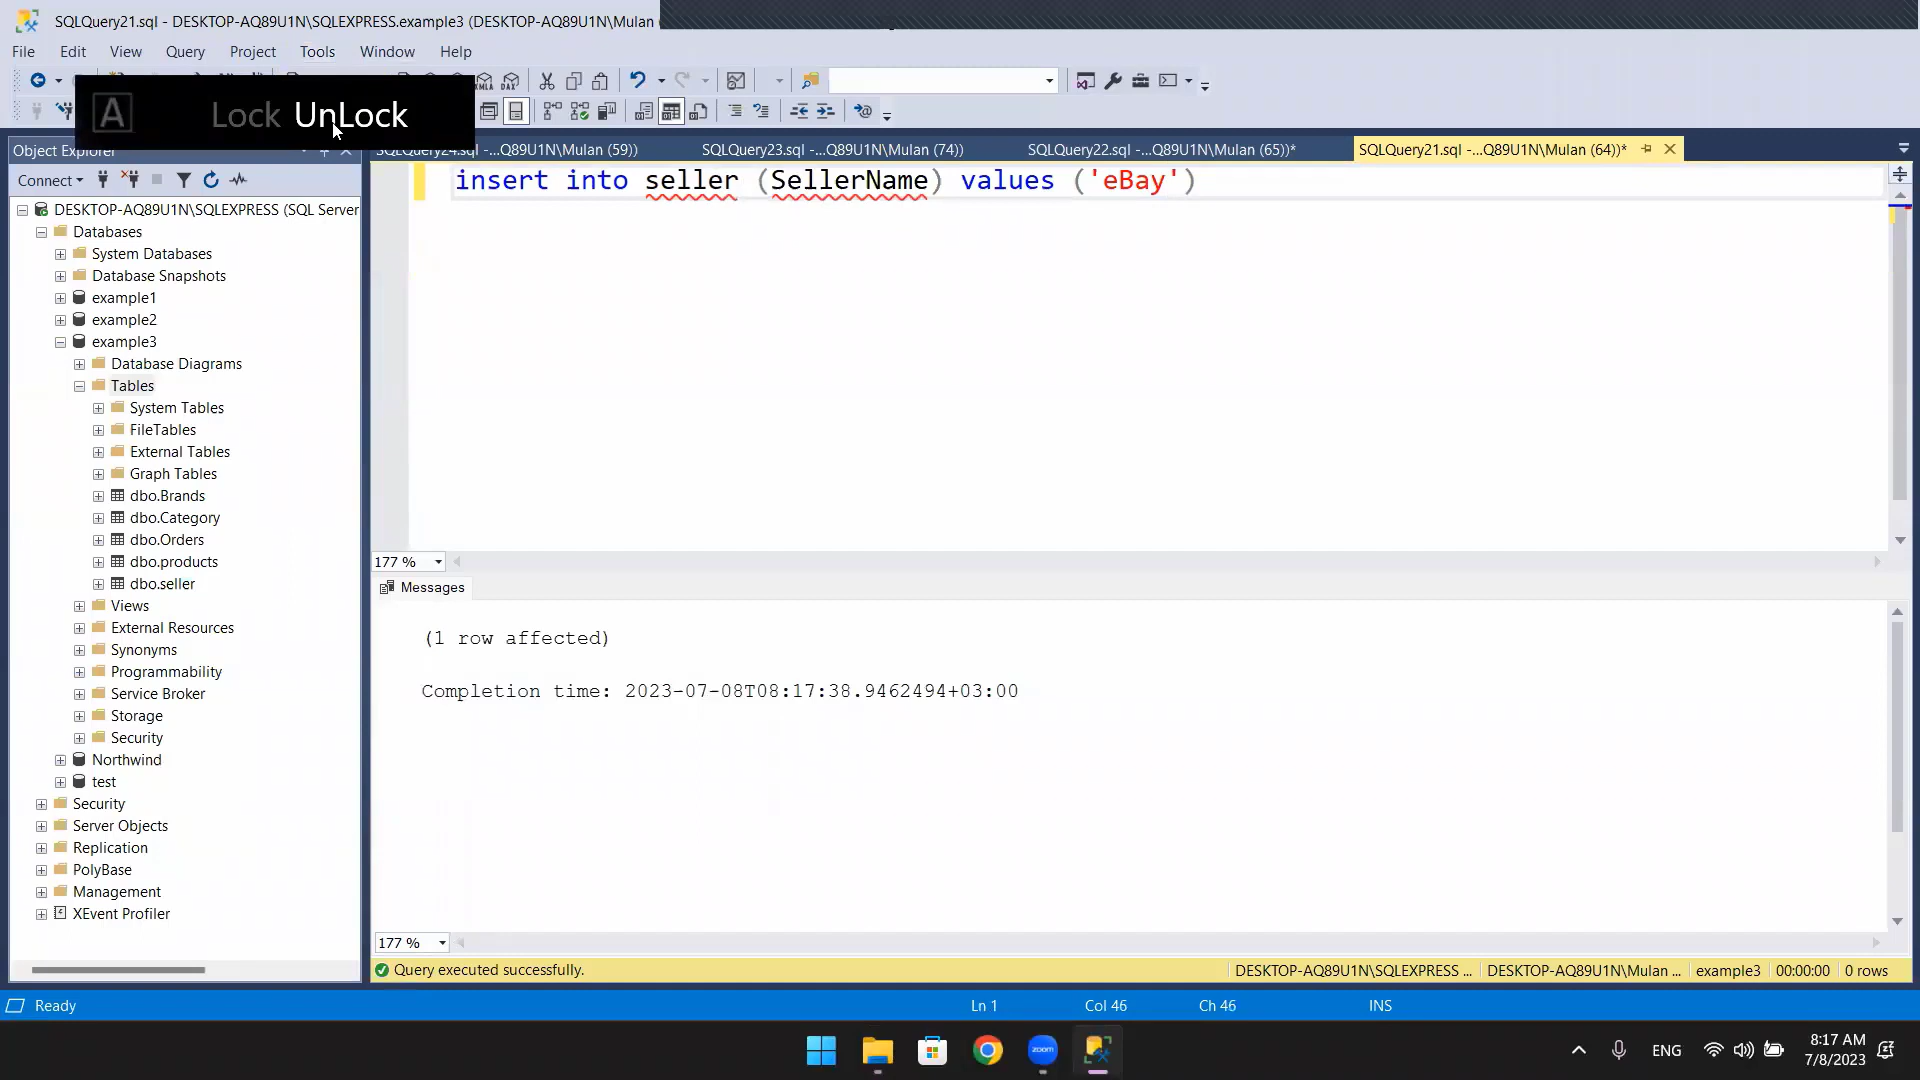 SQLQuery21.sql - DESKTOP-AQ89U1N\SQLEXPRESS.example3 (DESKTOP-AQ89U1N\Mulan
File Edit View Query Project Tools Window Help
A Lock UnLock
Object Explorer
SQLQuery24.sql -...Q89U1N\Mulan (59)) SQLQuery23.sql -...Q89U1N\Mulan (74)) SQLQuery22.sql -...Q89U1N\Mulan (65))* SQLQuery21.sql -...Q89U1N\Mulan (64))*
Connect
insert into seller (SellerName) values ('eBay')
DESKTOP-AQ89U1N\SQLEXPRESS (SQL Server
Databases
System Databases
Database Snapshots
example1
example2
example3
Database Diagrams
Tables
System Tables
FileTables
External Tables
Graph Tables
dbo.Brands
dbo.Category
dbo.Orders
dbo.products
dbo.seller
Views
External Resources
Synonyms
Programmability
Service Broker
Storage
Security
Northwind
test
Security
Server Objects
Replication
PolyBase
Management
XEvent Profiler
177 %
Messages
(1 row affected)
Completion time: 2023-07-08T08:17:38.9462494+03:00
177 %
Query executed successfully. DESKTOP-AQ89U1N\SQLEXPRESS ... DESKTOP-AQ89U1N\Mulan ... example3 00:00:00 0 rows
Ready Ln 1 Col 46 Ch 46 INS
zoom
ENG
8:17 AM
7/8/2023